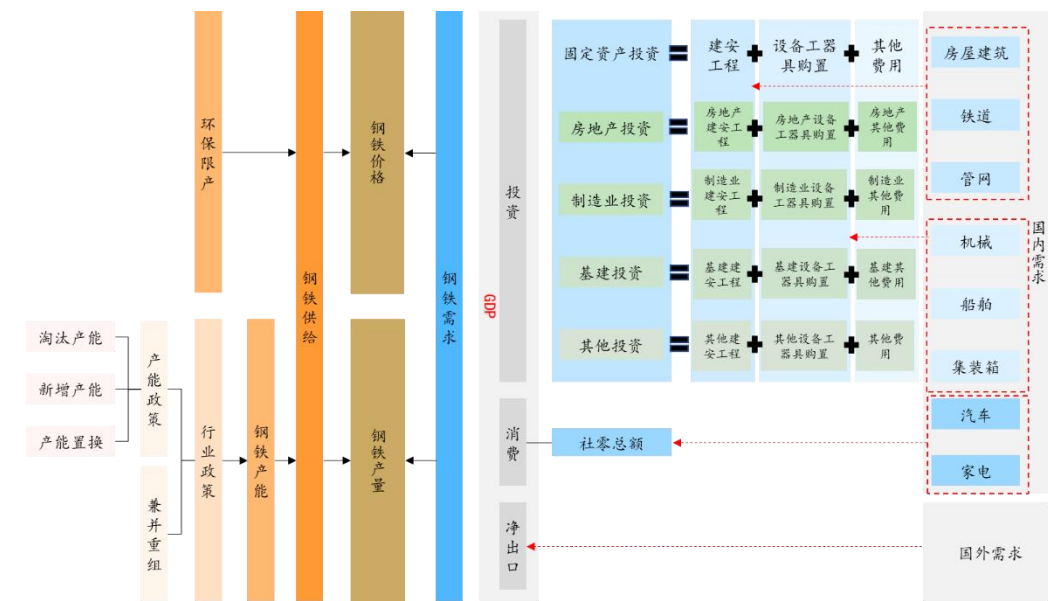 淘汰产能
新增产能
产能置换
产能政策
兼并重组
环保限产
行业政策
钢铁产能
钢铁供给
钢铁价格
钢铁产量
钢铁需求
GDP
投资
消费
净出口
固定资产投资
建安
工程
设备工器
具购置
其他
费用
房地产投资
房地产
建安工
程
房地产设备
工器具购置
房地产
其他费
用
制造业投资
制造业
建安工
程
制造业设备
工器具购置
制造业
其他费
用
基建投资
基建建
安工程
基建设备工
器具购置
基建其
他费用
其他投资
其他建
安工程
其他设备工
器具购置
其他费
用
社零总额
房屋建筑
铁道
管网
机械
船舶
集装箱
汽车
家电
国内需求
国外需求